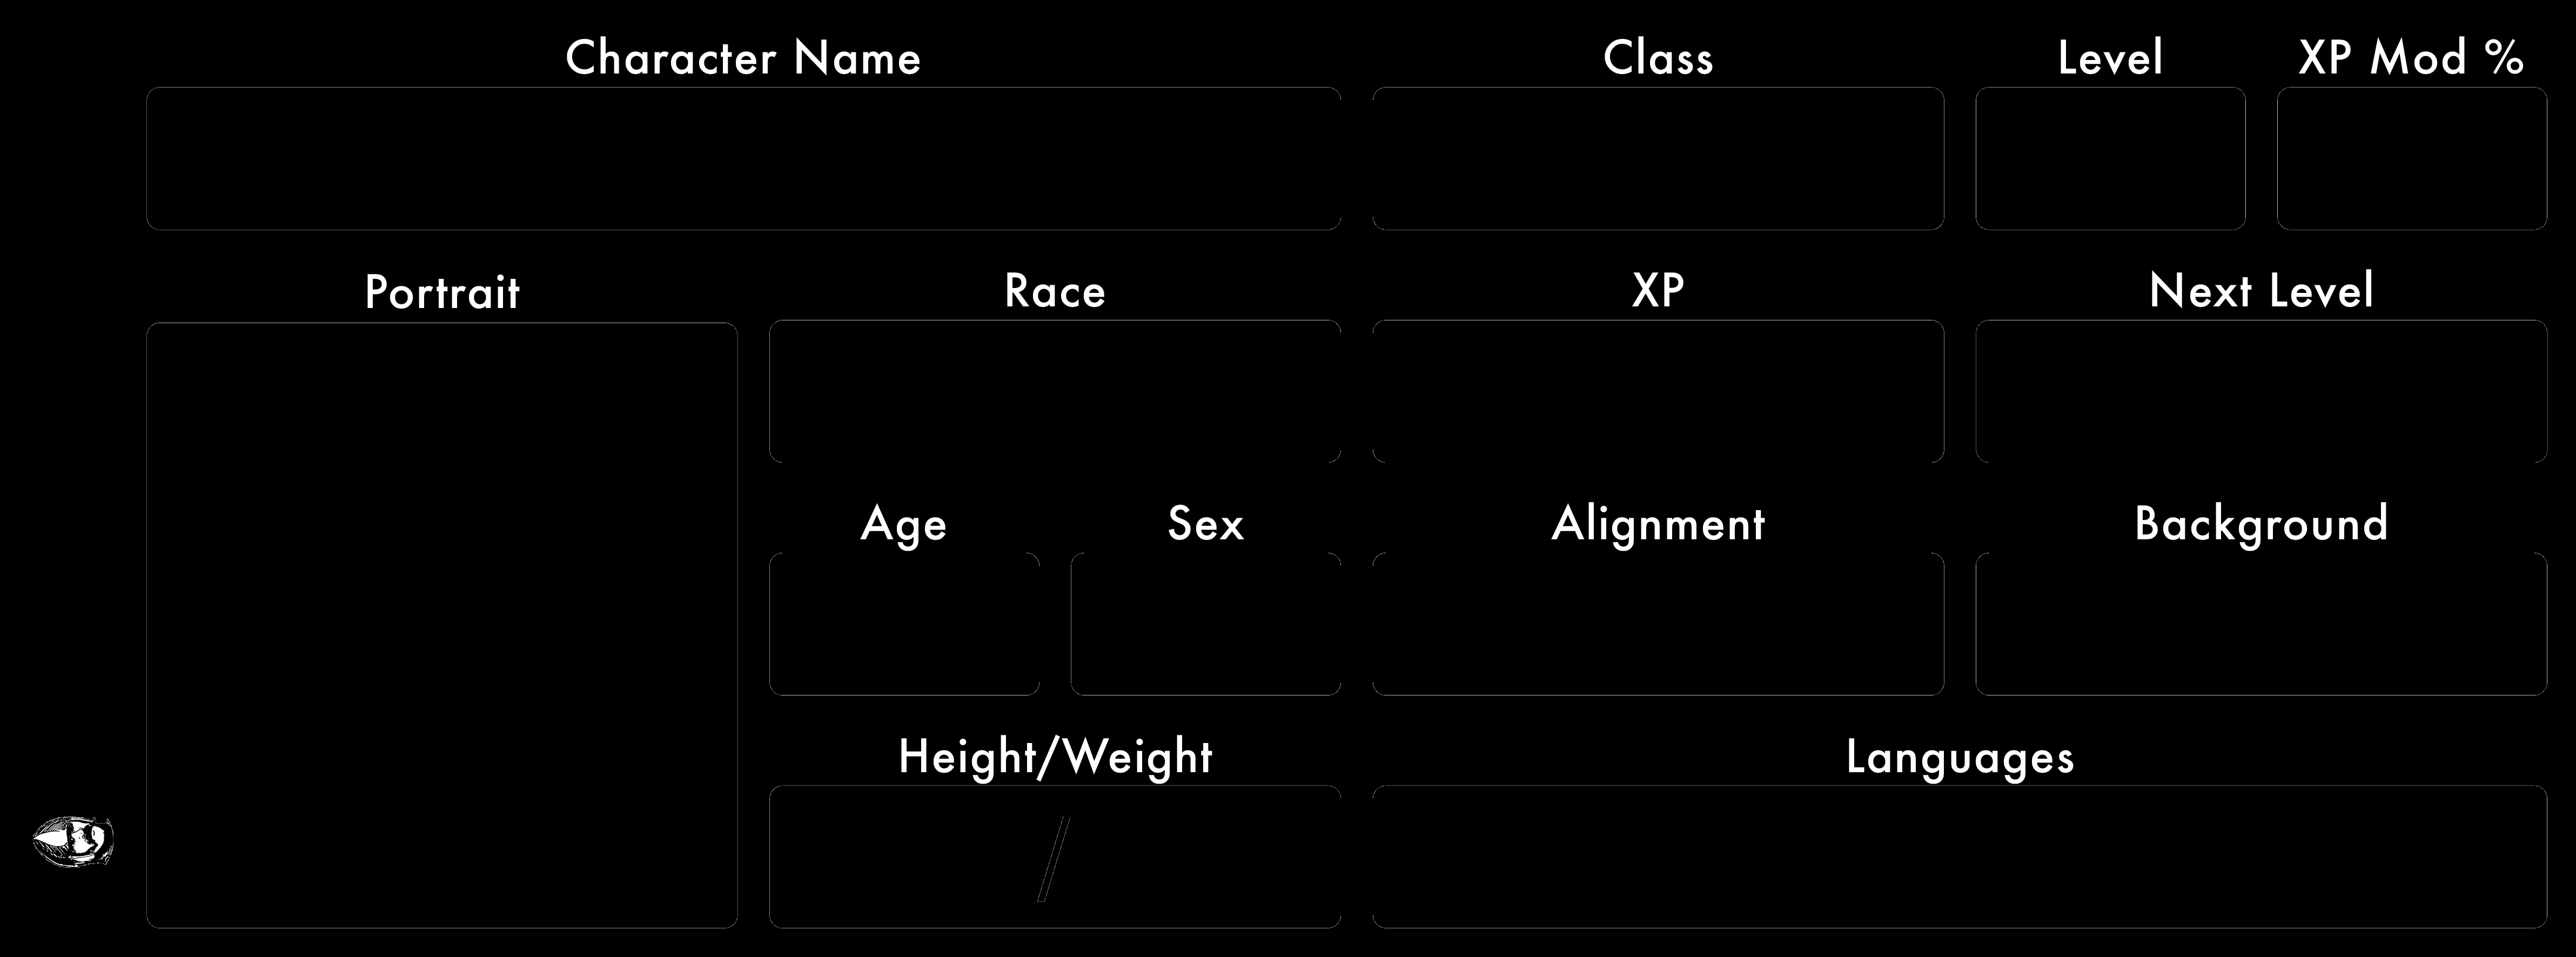 Character Name
Class
Level
XP Mod %
Portrait
Race
XP
Next Level
Age
Sex
Alignment
Background
Height/Weight
Languages
/